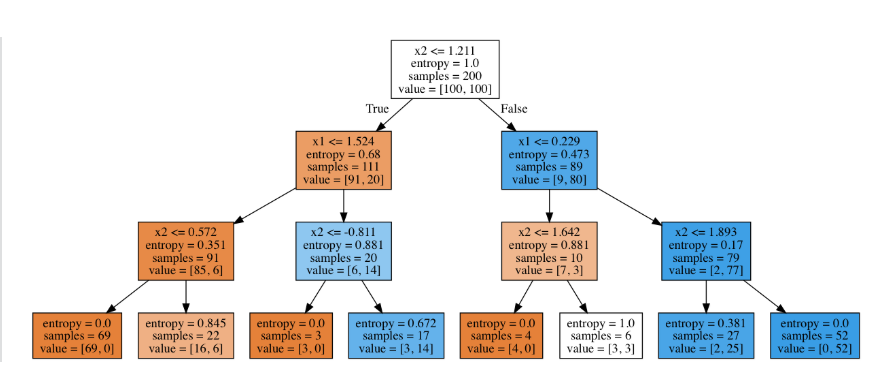 x2 <= 1.211
entropy = 1.0
samples = 200
value = [100, 100]
True
False
x1 <= 1.524
entropy = 0.68
samples = 111
value = [91, 20]
x1 <= 0.229
entropy = 0.473
samples = 89
value = [9, 80]
x2 <= 0.572
entropy = 0.351
samples = 91
value = [85, 6]
x2 <= -0.811
entropy = 0.881
samples = 20
value = [6, 14]
x2 <= 1.642
entropy = 0.881
samples = 10
value = [7, 3]
x2 <= 1.893
entropy = 0.17
samples = 79
value = [2, 77]
entropy = 0.0
samples = 69
value = [69, 0]
entropy = 0.845
samples = 22
value = [16, 6]
entropy = 0.0
samples = 3
value = [3, 0]
entropy = 0.672
samples = 17
value = [3, 14]
entropy = 0.0
samples = 4
value = [4, 0]
entropy = 1.0
samples = 6
value = [3, 3]
entropy = 0.381
samples = 27
value = [2, 25]
entropy = 0.0
samples = 52
value = [0, 52]